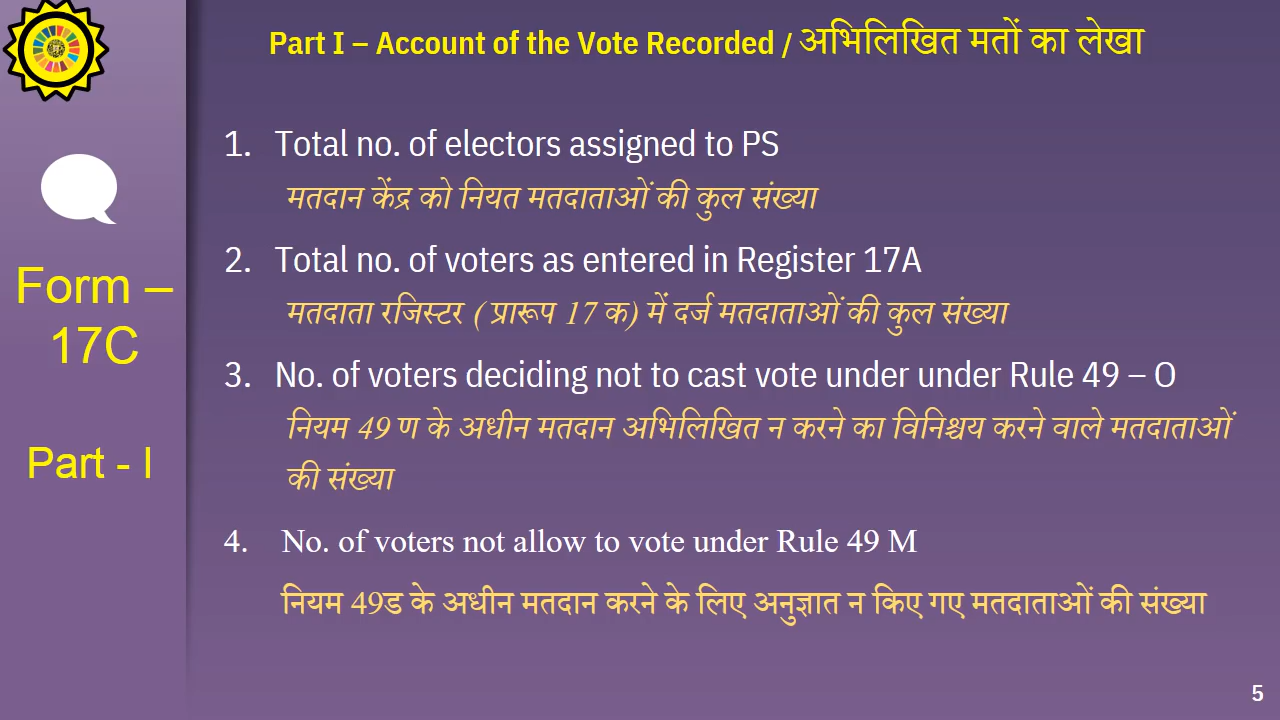 Part I – Account of the Vote Recorded / अभिलिखित मतों का लेखा
Form –
17C
Part - I
1. Total no. of electors assigned to PS
मतदान केंद्र को नियत मतदाताओं की कुल संख्या
2. Total no. of voters as entered in Register 17A
मतदाता रजिस्टर ( प्रारूप 17 क) में दर्ज मतदाताओं की कुल संख्या
3. No. of voters deciding not to cast vote under under Rule 49 – O
नियम 49 ण के अधीन मतदान अभिलिखित न करने का विनिश्चय करने वाले मतदाताओं
की संख्या
4. No. of voters not allow to vote under Rule 49 M
नियम 49ड के अधीन मतदान करने के लिए अनुज्ञात न किए गए मतदाताओं की संख्या
5